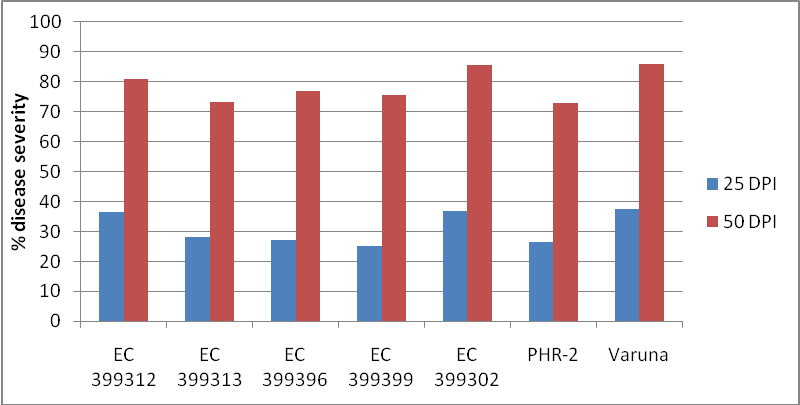 100
90
80
70
60
50
40
30
20
10
0
% disease severity
EC 399312
EC 399313
EC 399396
EC 399399
EC 399302
PHR-2
Varuna
25 DPI
50 DPI